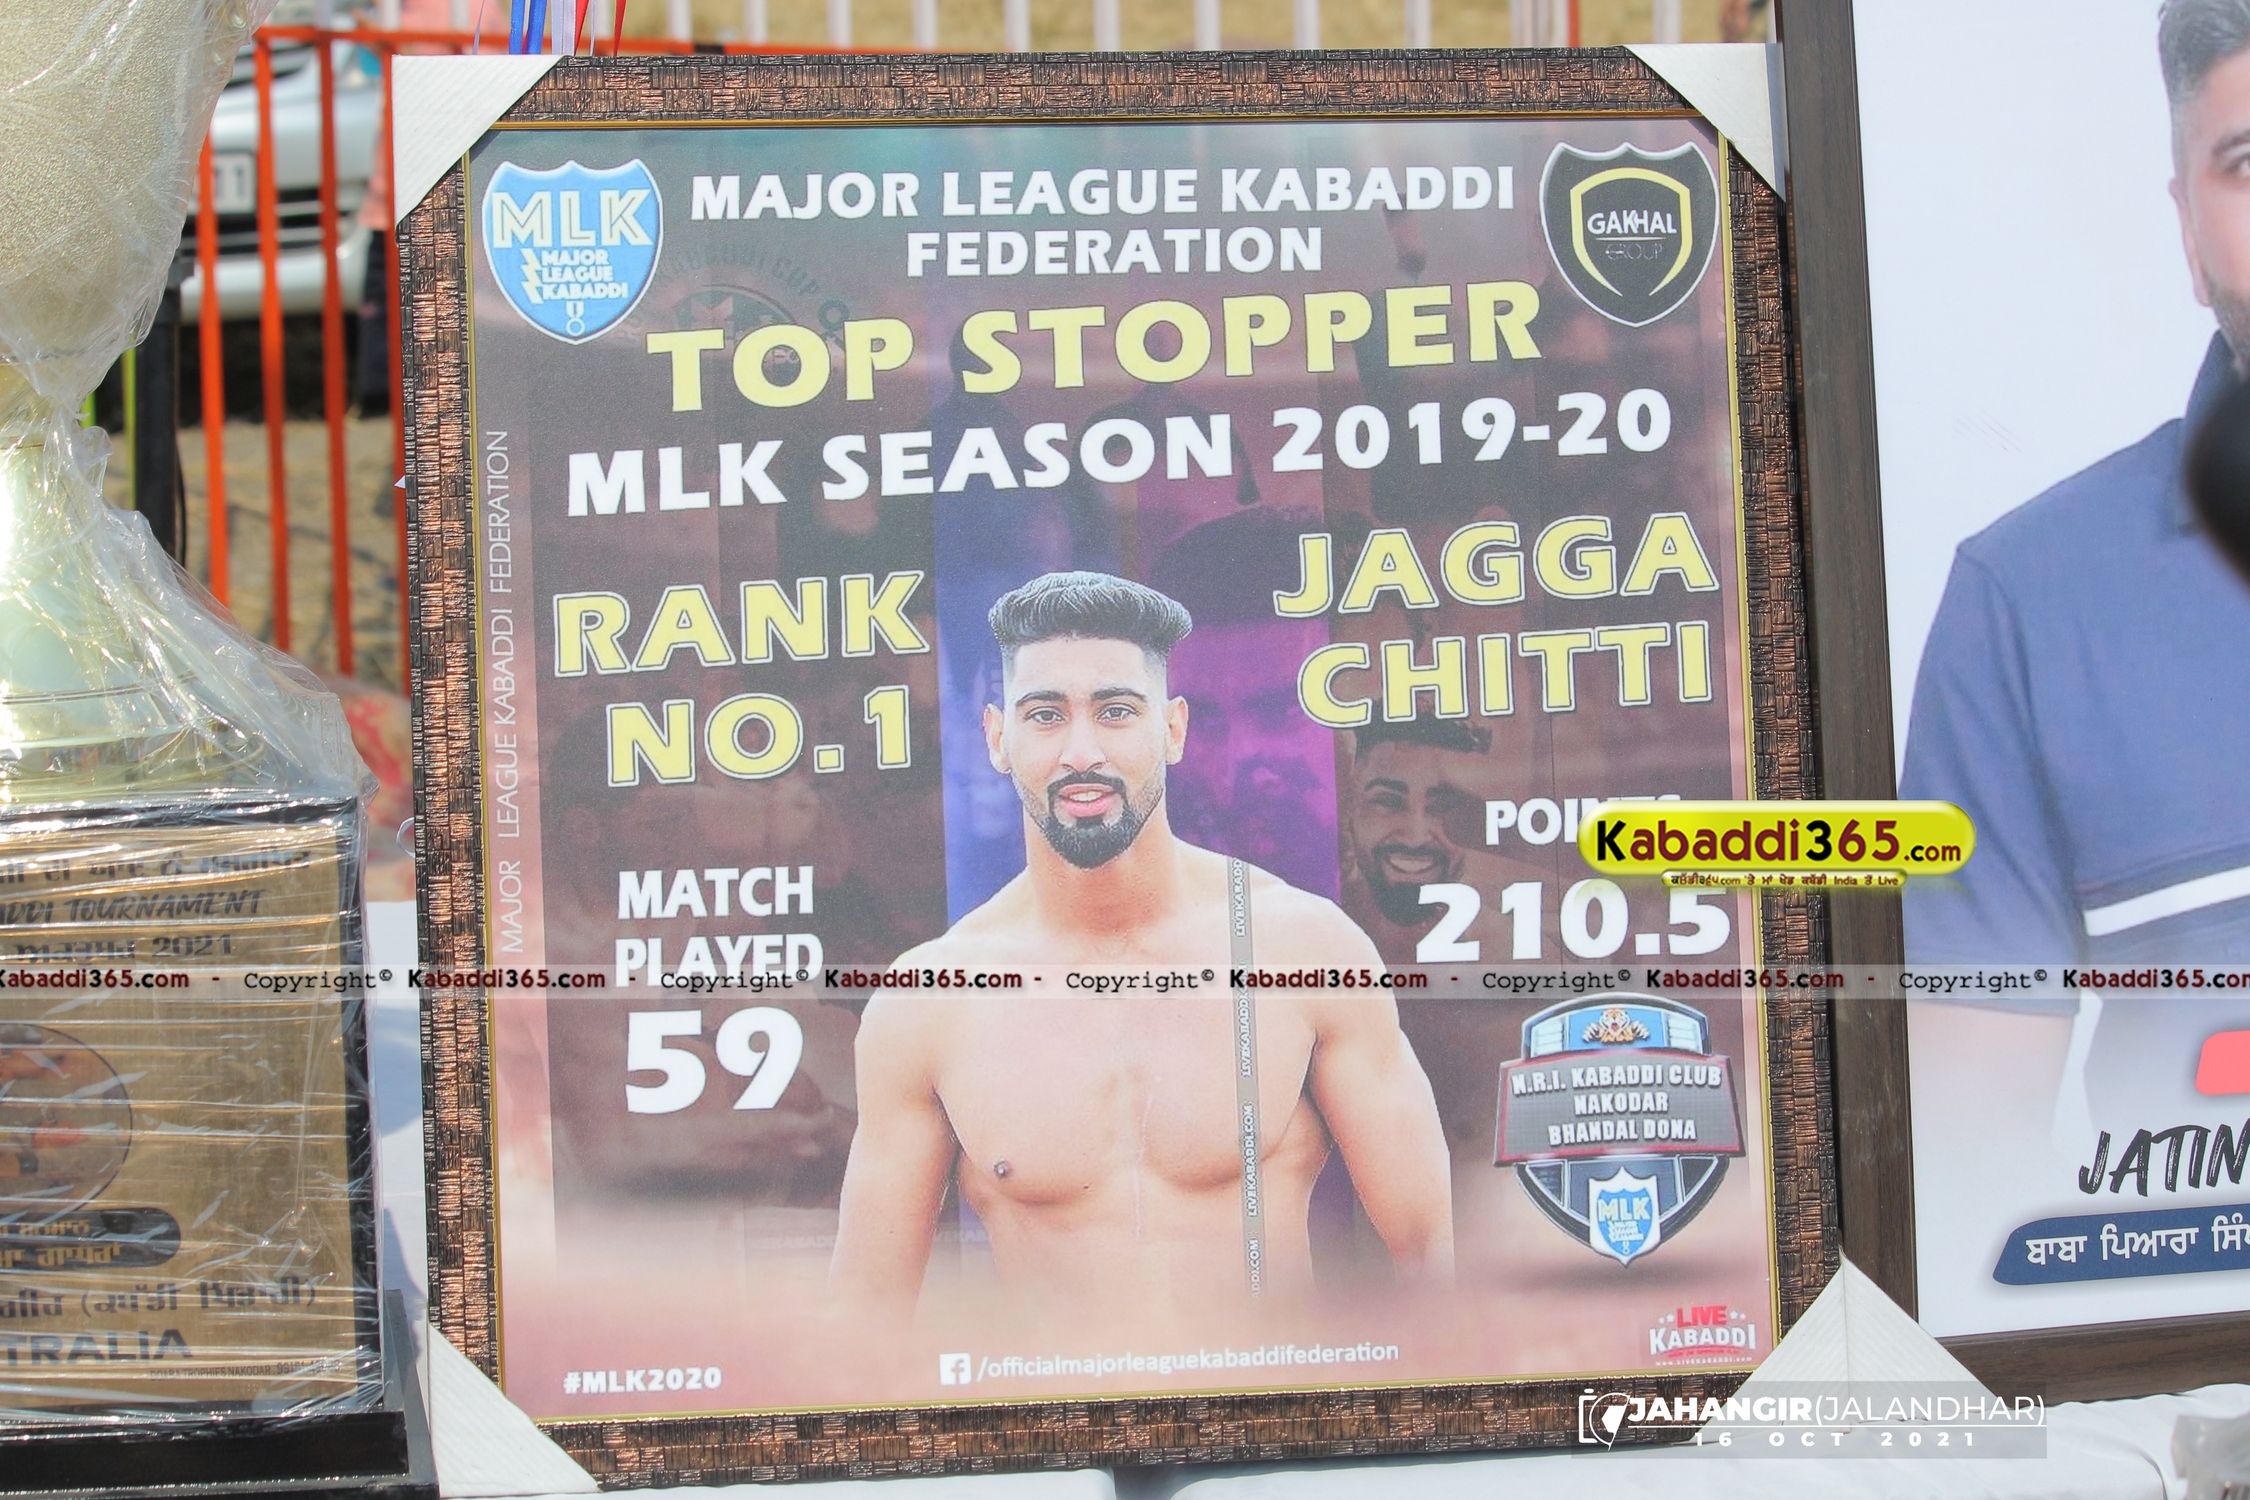 MLK
MAJOR
LEAGUE
KABADDI
MAJOR LEAGUE KABADDI
FEDERATION
GAKHAL
GROUP
TOP STOPPER
MLK SEASON 2019-20
MAJOR LEAGUE KABADDI FEDERATION
RANK
NO.1
JAGGA
CHITTI
MATCH
PLAYED
59
210.5
Kabaddi365.com
TOURNAMENT
2021
Kabaddi365.com - Copyright© Kabaddi365.com - Copyright© Kabaddi365.com - Copyright© Kabaddi365.com - Copyright© Kabaddi365.com - Copyright© Kabaddi365.com
N.R.I. KABADDI CLUB
NAKODAR
BHANDAL DONA
MLK
LIVEKABADDI.COM
JATIN
ਬਾਬਾ ਪਿਆਰਾ
LIVE
KABADDI
#MLK2020
/officialmajorleaguekabaddifederation
JAHANGIR(JALANDHAR)
16 OCT 2021